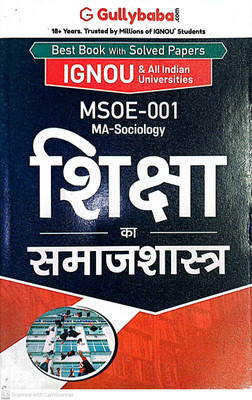 Gullybaba.com
18+ Years. Trusted by Millions of IGNOU Students
Best Book With Solved Papers
IGNOU & All Indian Universities
MSOE-001
MA-Sociology
शिक्षा
का
समाजशास्त्र
CS Scanned with CamScanner